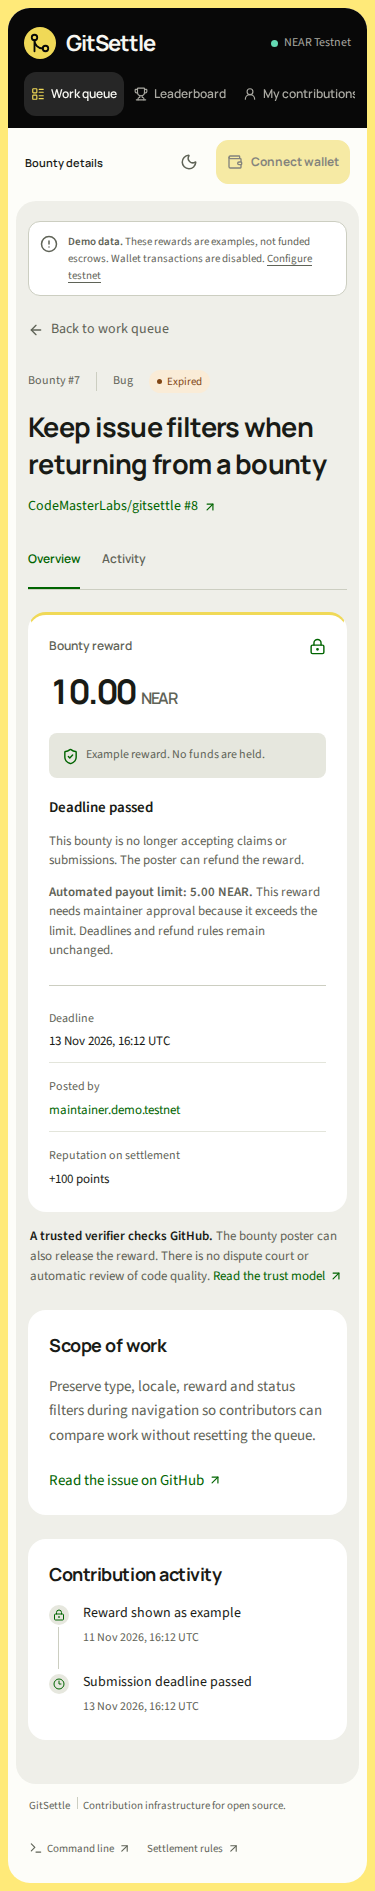 GitSettle
NEAR Testnet
Work queue
Leaderboard
My contributions
Bounty details
Connect wallet
Demo data. These rewards are examples, not funded
escrows. Wallet transactions are disabled. Configure
testnet
Back to work queue
Bounty #7
Bug
Expired
Keep issue filters when
returning from a bounty
CodeMasterLabs/gitsettle #8
Overview
Activity
Bounty reward
10.00 NEAR
Example reward. No funds are held.
Deadline passed
This bounty is no longer accepting claims or
submissions. The poster can refund the reward.
Automated payout limit: 5.00 NEAR. This reward
needs maintainer approval because it exceeds the
limit. Deadlines and refund rules remain
unchanged.
Deadline
13 Nov 2026, 16:12 UTC
Posted by
maintainer.demo.testnet
Reputation on settlement
+100 points
A trusted verifier checks GitHub. The bounty poster can
also release the reward. There is no dispute court or
automatic review of code quality. Read the trust model
Scope of work
Preserve type, locale, reward and status
filters during navigation so contributors can
compare work without resetting the queue.
Read the issue on GitHub
Contribution activity
Reward shown as example
11 Nov 2026, 16:12 UTC
Submission deadline passed
13 Nov 2026, 16:12 UTC
GitSettle
Contribution infrastructure for open source.
Command line
Settlement rules